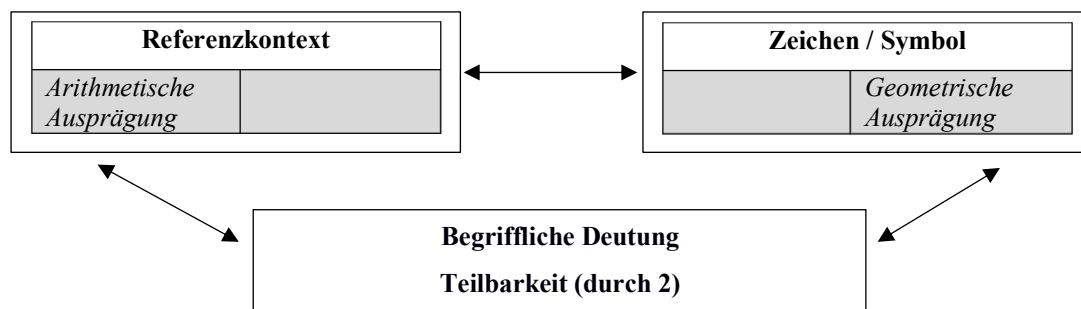 Referenzkontext
Arithmetische
Ausprägung
Zeichen / Symbol
Geometrische
Ausprägung
Begriffliche Deutung
Teilbarkeit (durch 2)